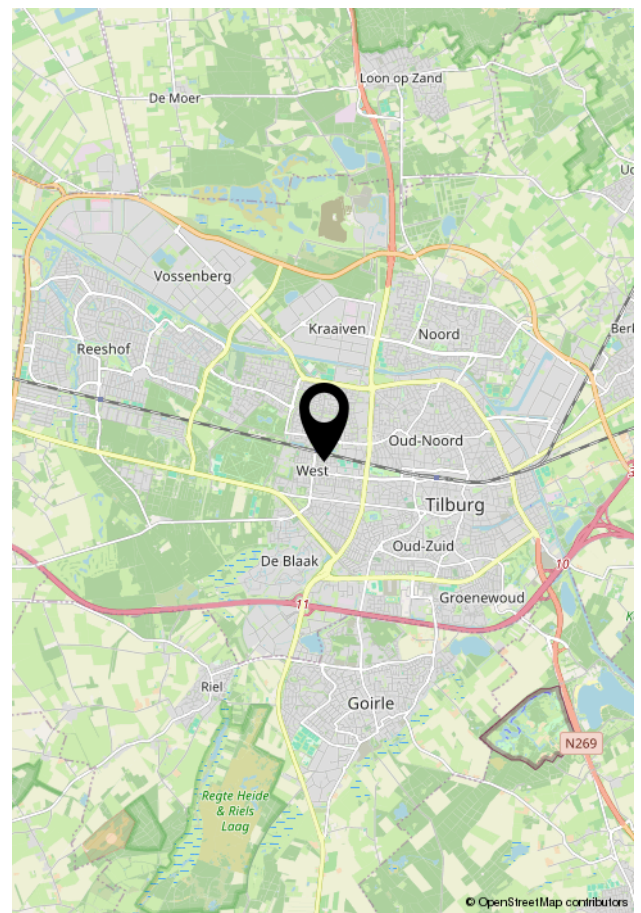 Loon op Zand
De Moer
Vossenberg
Kraaiven
Noord
Reeshof
Oud-Noord
West
Tilburg
Oud-Zuid
De Blaak
10
Groenewoud
11
Riel
Goirle
N269
Regte Heide
& Riels
Laag
© OpenStreetMap contributors